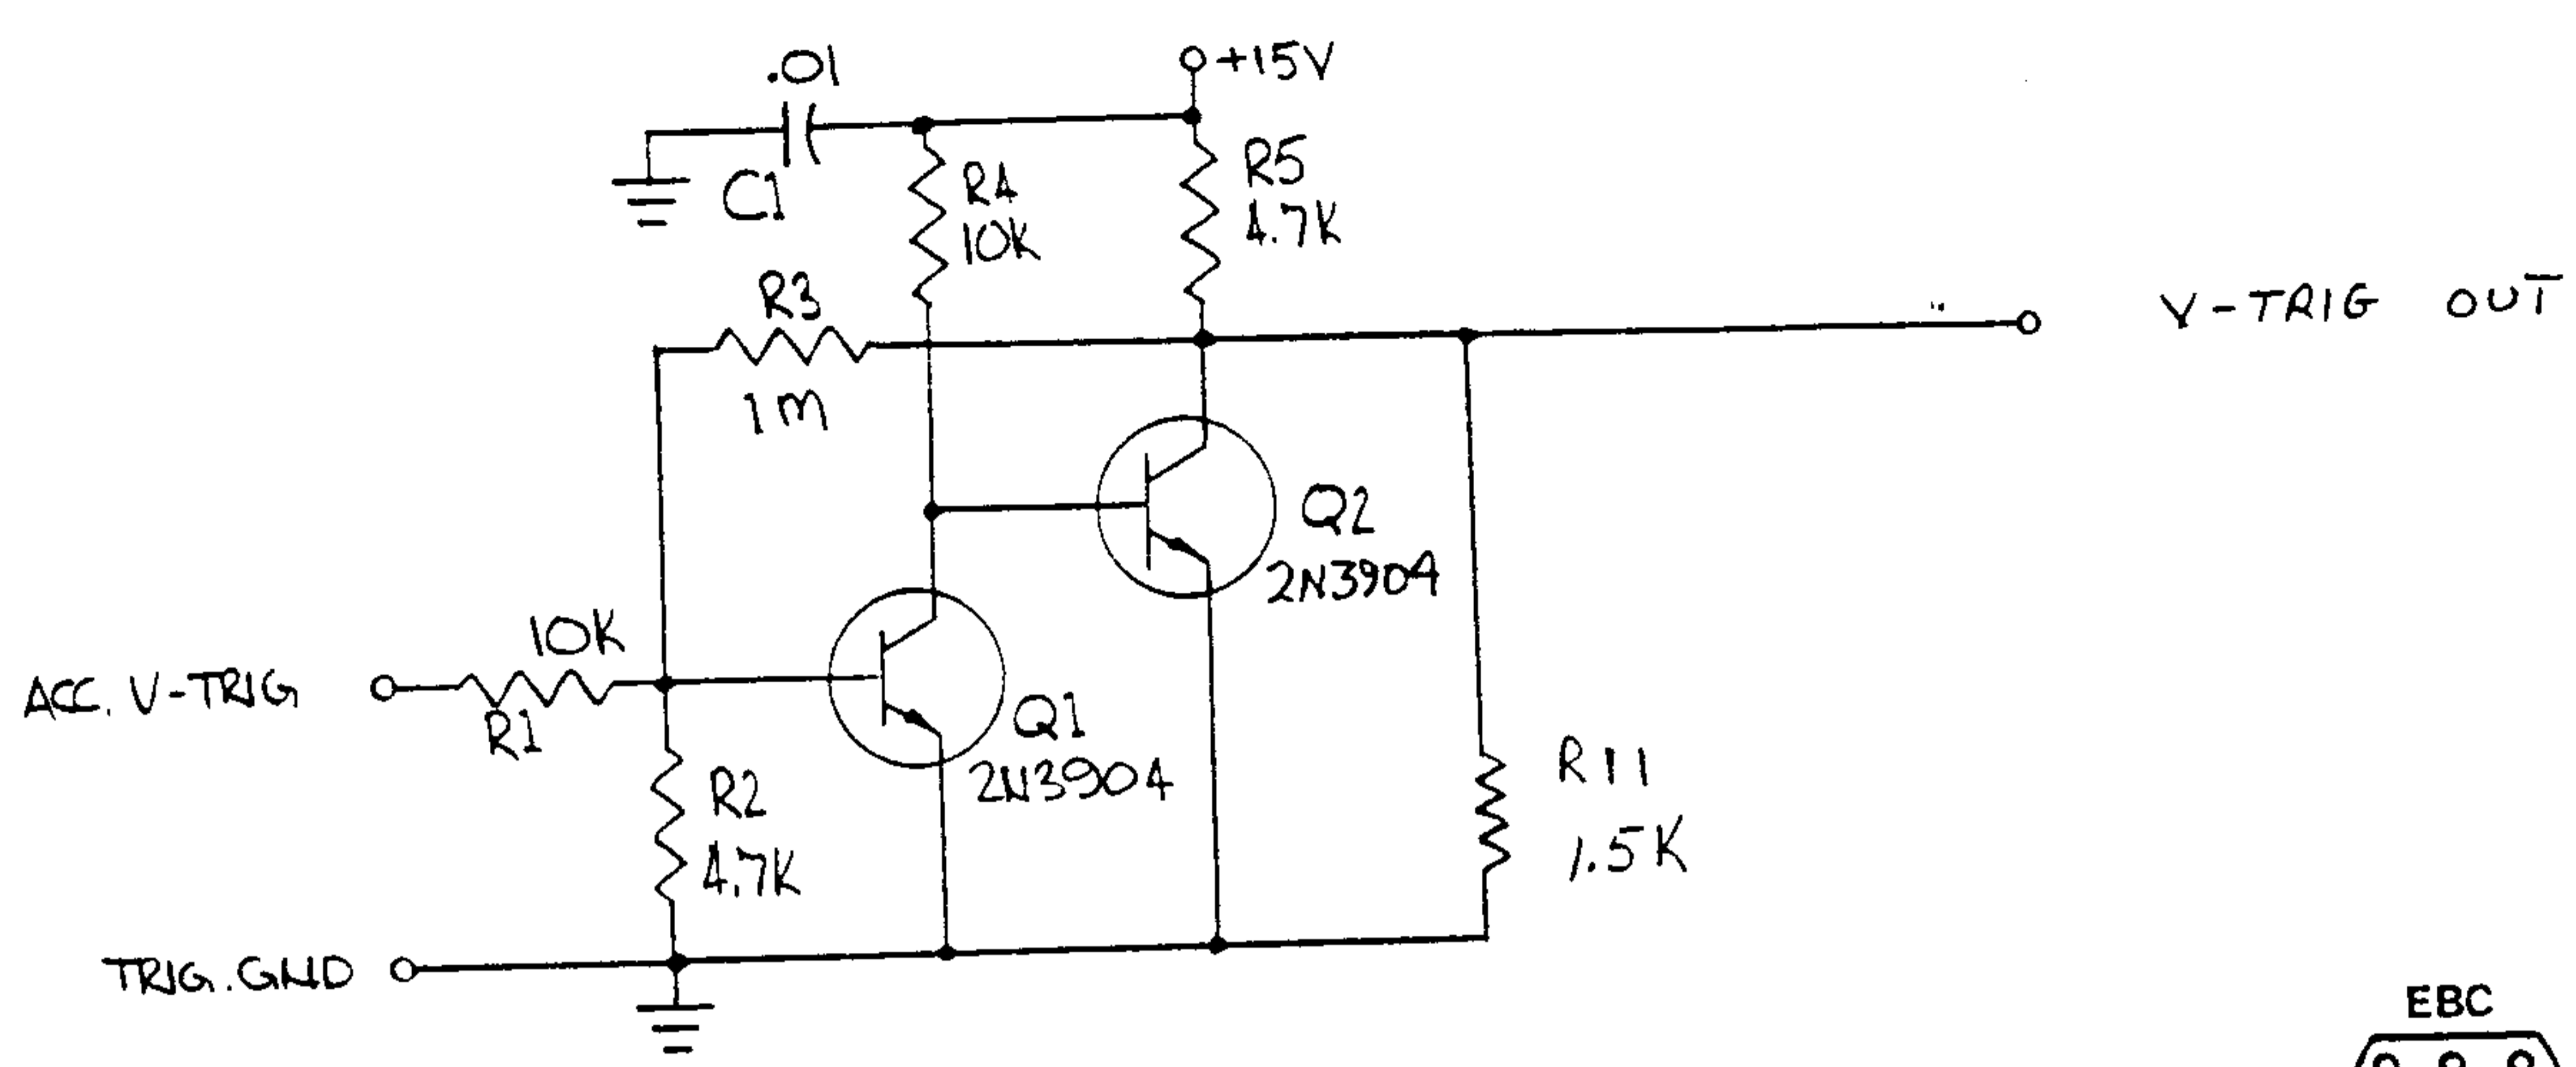 .01
+15V
C1
R4
10K
R5
4.7K
R3
1M
V-TRIG OUT
10K
ACC. V-TRIG
R1
Q2
2N3904
Q1
2N3904
R2
4.7K
R11
1.5K
TRIG. GND
EBC